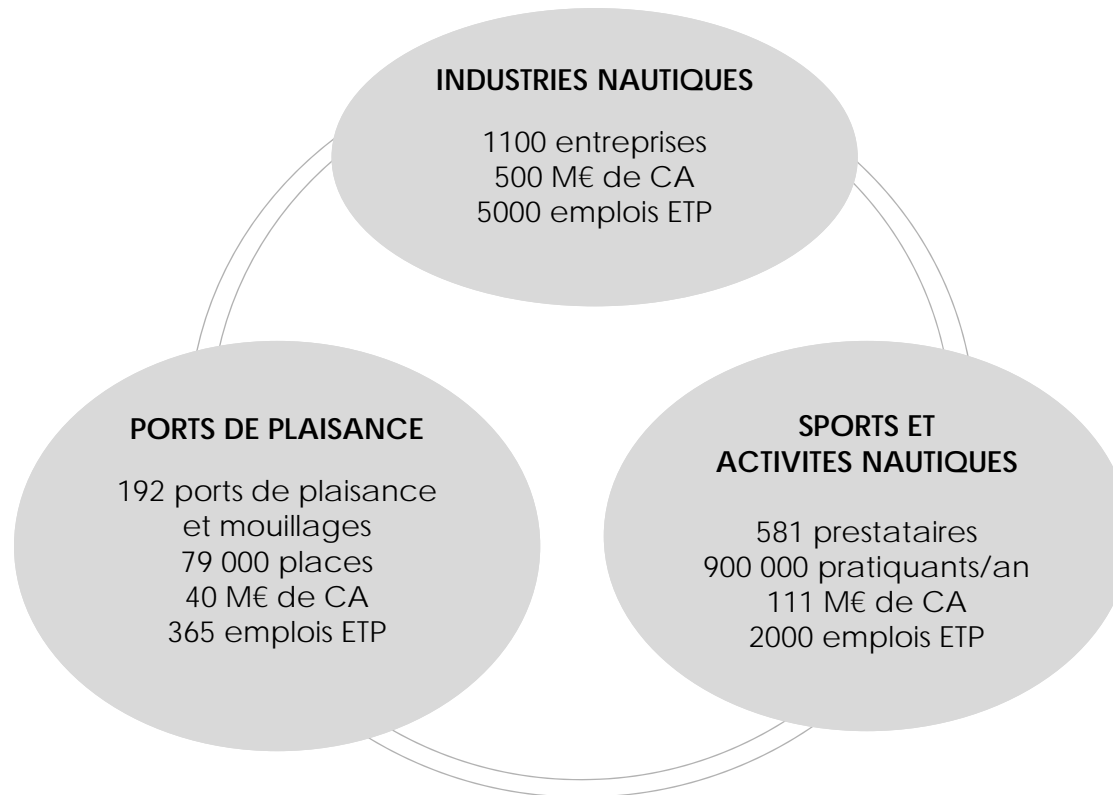 INDUSTRIES NAUTIQUES
1100 entreprises
500 M€ de CA
5000 emplois ETP
PORTS DE PLAISANCE
192 ports de plaisance
et mouillages
79 000 places
40 M€ de CA
365 emplois ETP
SPORTS ET
ACTIVITES NAUTIQUES
581 prestataires
900 000 pratiquants/an
111 M€ de CA
2000 emplois ETP